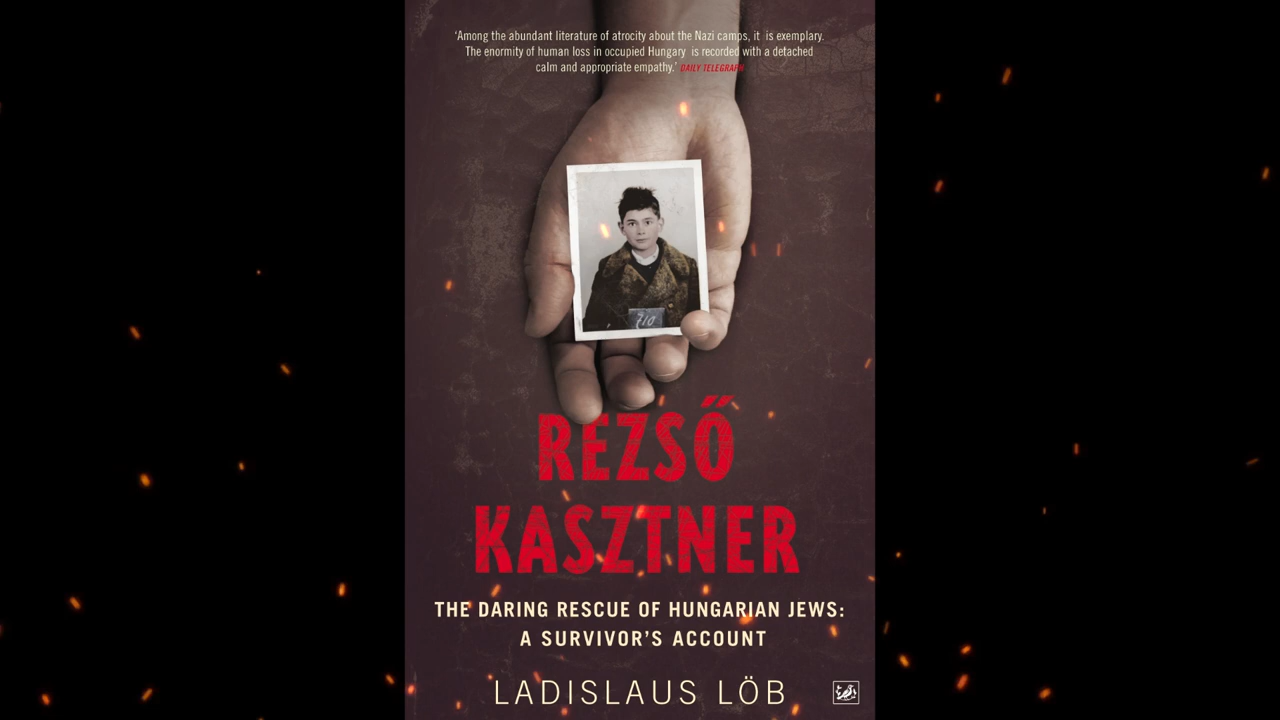 ‘Among the abundant literature of atrocity about the Nazi camps, it is exemplary.
The enormity of human loss in occupied Hungary is recorded with a detached
calm and appropriate empathy.’ DAILY TELEGRAPH
710
REZSŐ
KASZTNER
THE DARING RESCUE OF HUNGARIAN JEWS:
A SURVIVOR’S ACCOUNT
LADISLAUS LÖB